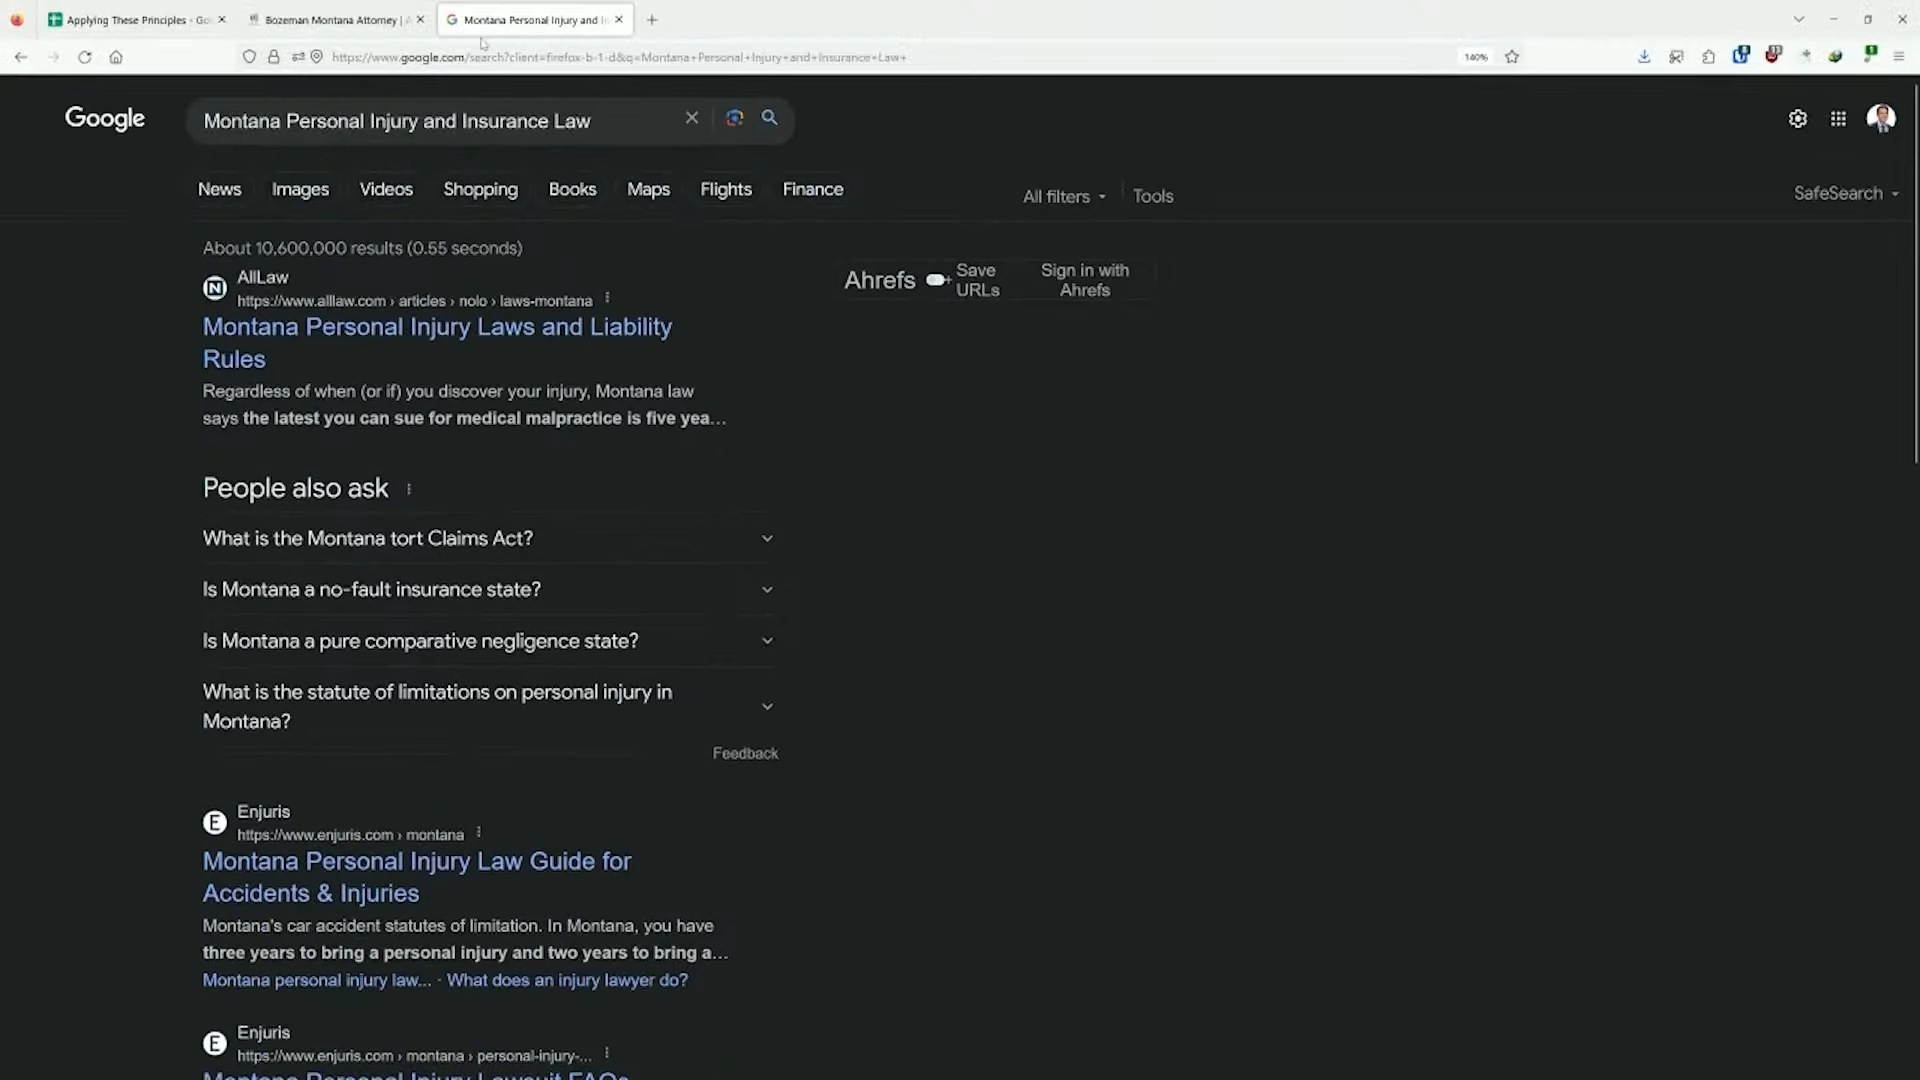 Applying These Principles - Go
Bozeman Montana Attorney |
Montana Personal Injury and I
https://www.google.com/search?client=firefox-b-1-d&q=Montana+Personal+Injury+and+Insurance+Law+
140%
Google
Montana Personal Injury and Insurance Law
News
Images
Videos
Shopping
Books
Maps
Flights
Finance
All filters
Tools
SafeSearch
About 10,600,000 results (0.55 seconds)
AllLaw
https://www.alllaw.com › articles › nolo › laws-montana
Montana Personal Injury Laws and Liability
Rules
Regardless of when (or if) you discover your injury, Montana law
says the latest you can sue for medical malpractice is five yea...
Ahrefs
Save
URLs
Sign in with
Ahrefs
People also ask
What is the Montana tort Claims Act?
Is Montana a no-fault insurance state?
Is Montana a pure comparative negligence state?
What is the statute of limitations on personal injury in
Montana?
Feedback
Enjuris
https://www.enjuris.com › montana
Montana Personal Injury Law Guide for
Accidents & Injuries
Montana's car accident statutes of limitation. In Montana, you have
three years to bring a personal injury and two years to bring a...
Montana personal injury law... · What does an injury lawyer do?
Enjuris
https://www.enjuris.com › montana › personal-injury-...
Montana Personal Injury Lawsuit FAQs